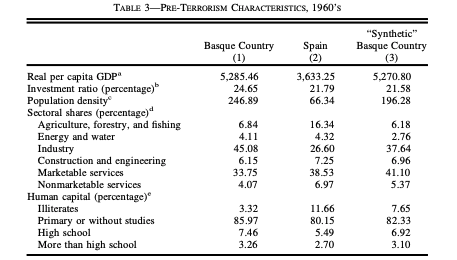 TABLE 3—PRE-TERRORISM CHARACTERISTICS, 1960's
Basque Country (1) Spain (2) “Synthetic” Basque Country (3)
Real per capita GDPa 5,285.46 3,633.25 5,270.80
Investment ratio (percentage)b 24.65 21.79 21.58
Population densityc 246.89 66.34 196.28
Sectoral shares (percentage)d
Agriculture, forestry, and fishing 6.84 16.34 6.18
Energy and water 4.11 4.32 2.76
Industry 45.08 26.60 37.64
Construction and engineering 6.15 7.25 6.96
Marketable services 33.75 38.53 41.10
Nonmarketable services 4.07 6.97 5.37
Human capital (percentage)e
Illiterates 3.32 11.66 7.65
Primary or without studies 85.97 80.15 82.33
High school 7.46 5.49 6.92
More than high school 3.26 2.70 3.10